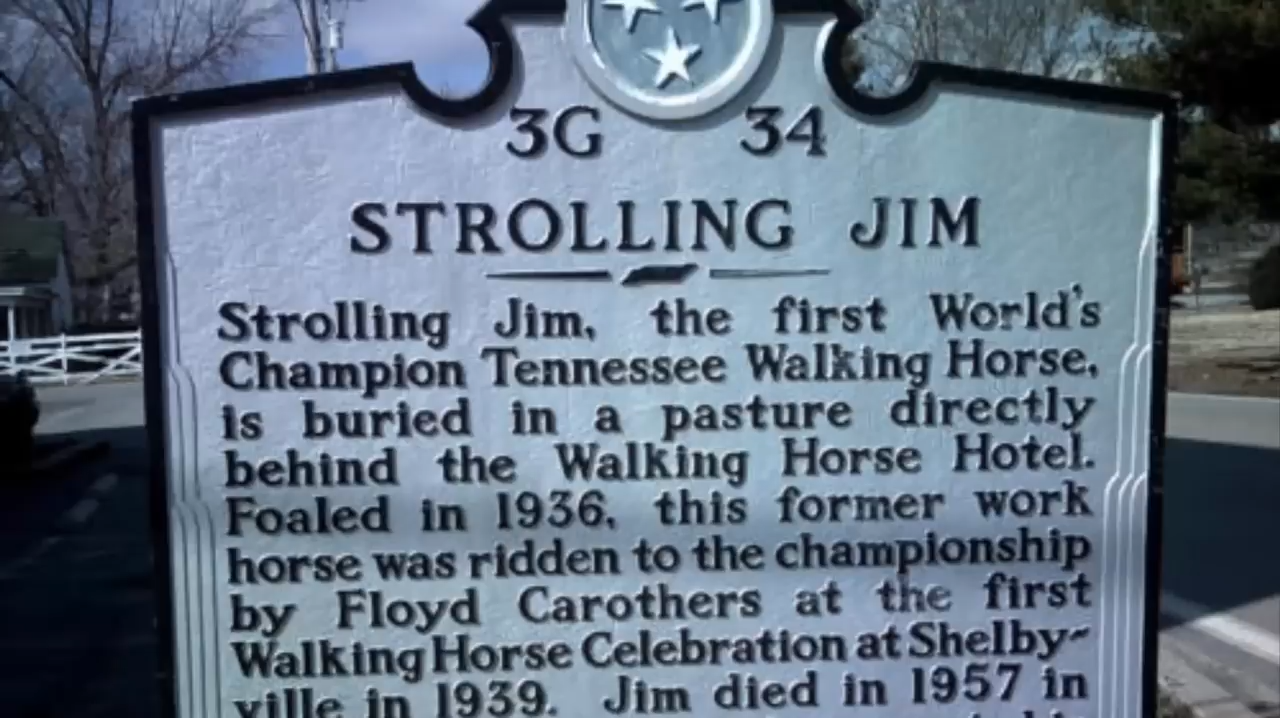 3G 34
STROLLING JIM
Strolling Jim, the first World's
Champion Tennessee Walking Horse,
is buried in a pasture directly
behind the Walking Horse Hotel.
Foaled in 1936, this former work
horse was ridden to the championship
by Floyd Carothers at the first
Walking Horse Celebration at Shelby-
ville in 1939. Jim died in 1957 in